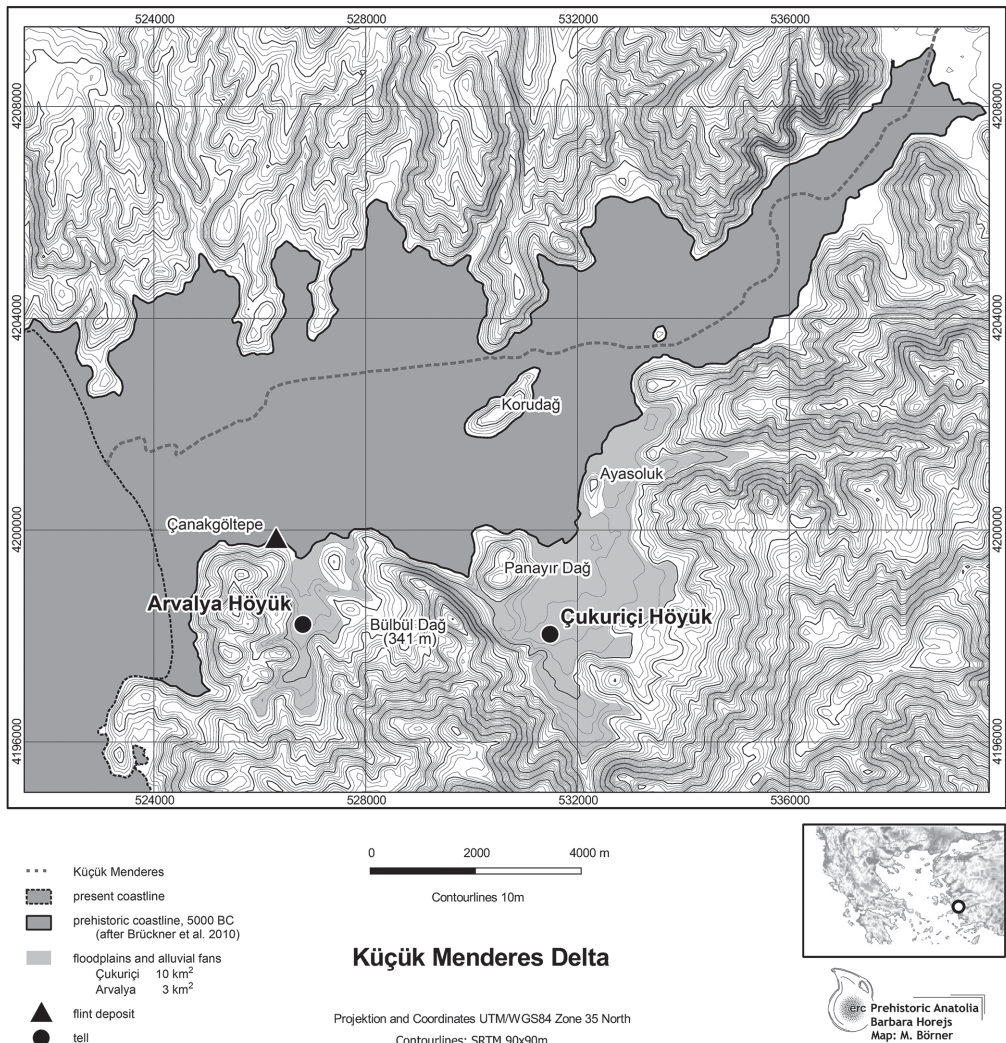 524000
528000
532000
536000
4208000
4208000
4204000
4204000
Korudağ
Ayasoluk
4200000
4200000
Çanakgöltepe
Panayır Dağ
Arvalya Höyük
Çukuriçi Höyük
Bülbül Dağ
(341 m)
4196000
4196000
524000
528000
532000
536000
Küçük Menderes
present coastline
prehistoric coastline, 5000 BC
(after Brückner et al. 2010)
floodplains and alluvial fans
Çukuriçi 10 km²
Arvalya 3 km²
flint deposit
tell
0 2000 4000 m
Contourlines 10m
Küçük Menderes Delta
Projektion and Coordinates UTM/WGS84 Zone 35 North
Contourlines: SRTM 90x90m
erc Prehistoric Anatolia
Barbara Horejs
Map: M. Börner